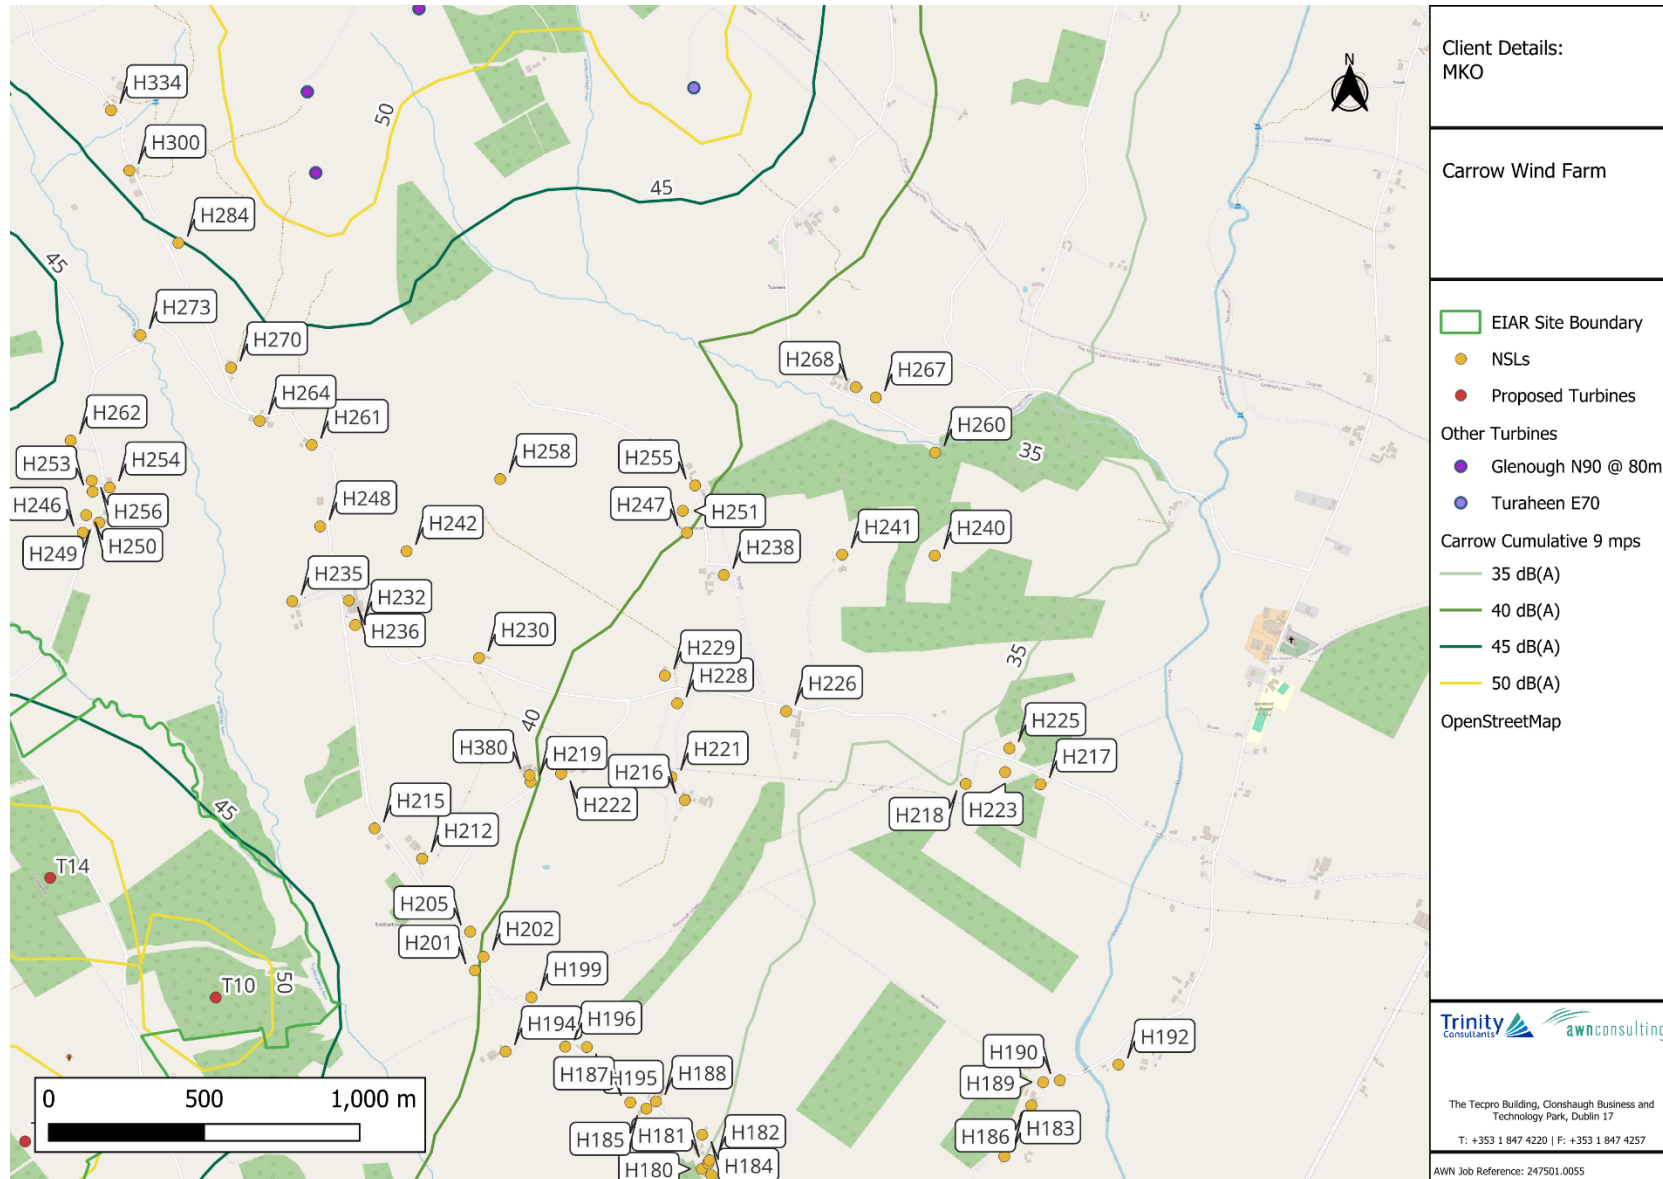 Client Details:
MKO
Carrow Wind Farm
EIAR Site Boundary
NSLs
Proposed Turbines
Other Turbines
Glenough N90 @ 80m
Turaheen E70
Carrow Cumulative 9 mps
35 dB(A)
40 dB(A)
45 dB(A)
50 dB(A)
OpenStreetMap
Trinity
Consultants
awnconsulting
The Tecpro Building, Clonshaugh Business and
Technology Park, Dublin 17
T: +353 1 847 4220 | F: +353 1 847 4257
AWN Job Reference: 247501.0055
N
H334
50
H300
45
H284
45
H273
H270
H268
H267
H264
H262
H261
H260
35
H253
H254
H258
H255
H246
H256
H248
H247
H251
H249
H250
H242
H241
H240
H238
H235
H232
H236
H230
H229
35
H228
H226
40
H225
H380
H219
H221
H216
H217
H222
H218
H223
45
H215
H212
T14
H205
H202
H201
50
T10
H199
H194
H196
H192
H190
H189
H187
H195
H188
H185
H181
H182
H186
H183
H180
H184
0 500 1,000 m